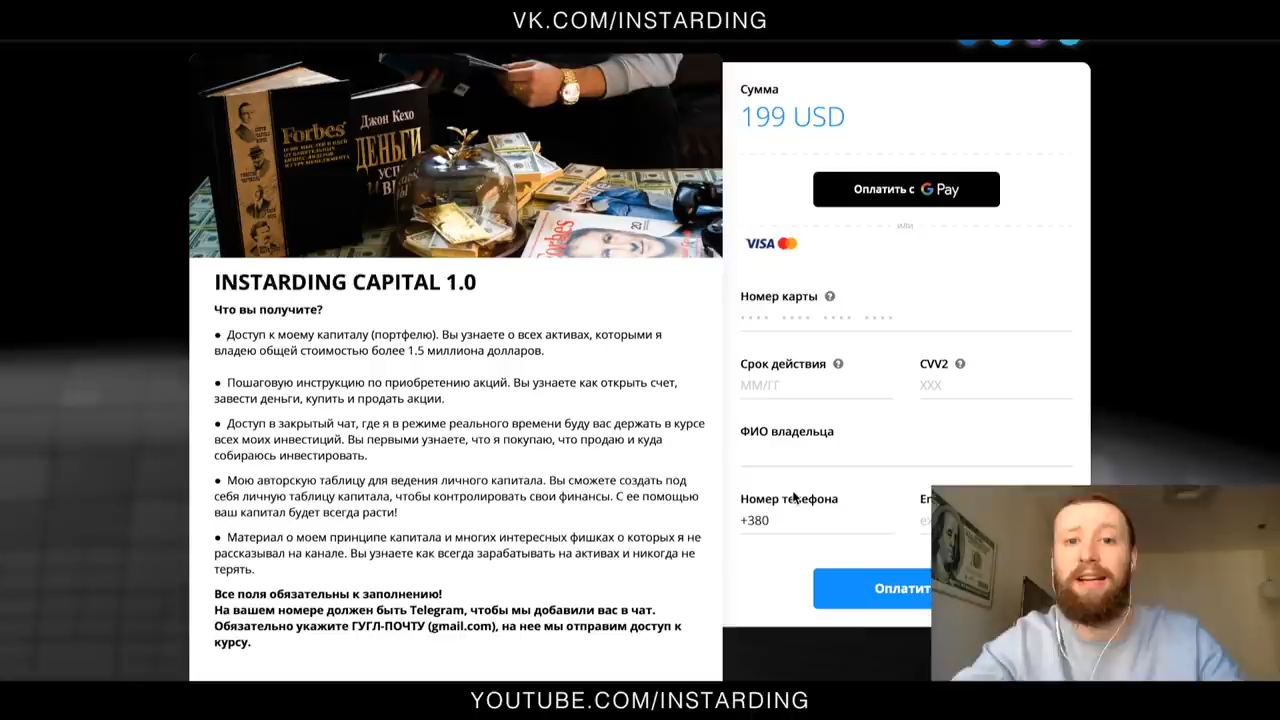 VK.COM/INSTARDING
Forbes
Джон Кехо
ДЕНЬГИ
Forbes
INSTARDING CAPITAL 1.0
Что вы получите?
● Доступ к моему капиталу (портфелю). Вы узнаете о всех активах, которыми я
владею общей стоимостью более 1.5 миллиона долларов.
● Пошаговую инструкцию по приобретению акций. Вы узнаете как открыть счет,
завести деньги, купить и продать акции.
● Доступ в закрытый чат, где я в режиме реального времени буду вас держать в курсе
всех моих инвестиций. Вы первыми узнаете, что я покупаю, что продаю и куда
собираюсь инвестировать.
● Мою авторскую таблицу для ведения личного капитала. Вы сможете создать под
себя личную таблицу капитала, чтобы контролировать свои финансы. С ее помощью
ваш капитал будет всегда расти!
● Материал о моем принципе капитала и многих интересных фишках о которых я не
рассказывал на канале. Вы узнаете как всегда зарабатывать на активах и никогда не
терять.
Все поля обязательны к заполнению!
На вашем номере должен быть Telegram, чтобы мы добавили вас в чат.
Обязательно укажите ГУГЛ-ПОЧТУ (gmail.com), на нее мы отправим доступ к
курсу.
Сумма
199 USD
Оплатить с G Pay
или
VISA
Номер карты
Срок действия CVV2
ММ/ГГ XXX
ФИО владельца
Номер телефона
+380
Оплатит
YOUTUBE.COM/INSTARDING